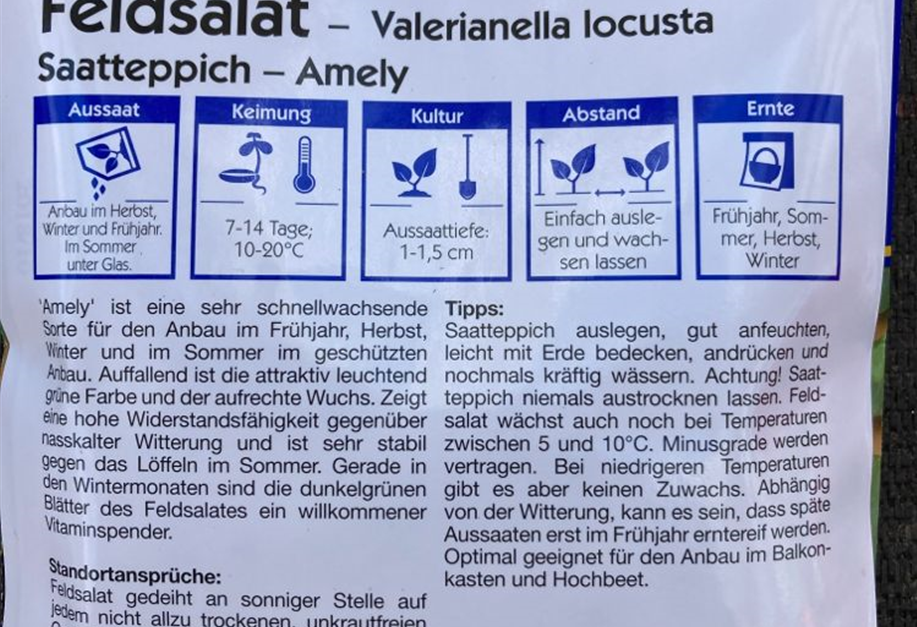 Feldsalat – Valerianella locusta
Saatteppich – Amely
Aussaat
Anbau im Herbst,
Winter und Frühjahr.
Im Sommer
unter Glas.
Keimung
7-14 Tage;
10-20°C
Kultur
Aussaattiefe:
1-1,5 cm
Abstand
Einfach ausle-
gen und wach-
sen lassen
Ernte
Frühjahr, Som-
mer, Herbst,
Winter
'Amely' ist eine sehr schnellwachsende
Sorte für den Anbau im Frühjahr, Herbst,
Winter und im Sommer im geschützten
Anbau. Auffallend ist die attraktiv leuchtend
grüne Farbe und der aufrechte Wuchs. Zeigt
eine hohe Widerstandsfähigkeit gegenüber
nasskalter Witterung und ist sehr stabil
gegen das Löffeln im Sommer. Gerade in
den Wintermonaten sind die dunkelgrünen
Blätter des Feldsalates ein willkommener
Vitaminspender.
Standortansprüche:
Feldsalat gedeiht an sonniger Stelle auf
jedem nicht allzu trockenen, unkrautfreien
Tipps:
Saatteppich auslegen, gut anfeuchten,
leicht mit Erde bedecken, andrücken und
nochmals kräftig wässern. Achtung! Saat-
teppich niemals austrocknen lassen. Feld-
salat wächst auch noch bei Temperaturen
zwischen 5 und 10°C. Minusgrade werden
vertragen. Bei niedrigeren Temperaturen
gibt es aber keinen Zuwachs. Abhängig
von der Witterung, kann es sein, dass späte
Aussaaten erst im Frühjahr erntereif werden.
Optimal geeignet für den Anbau im Balkon-
kasten und Hochbeet.